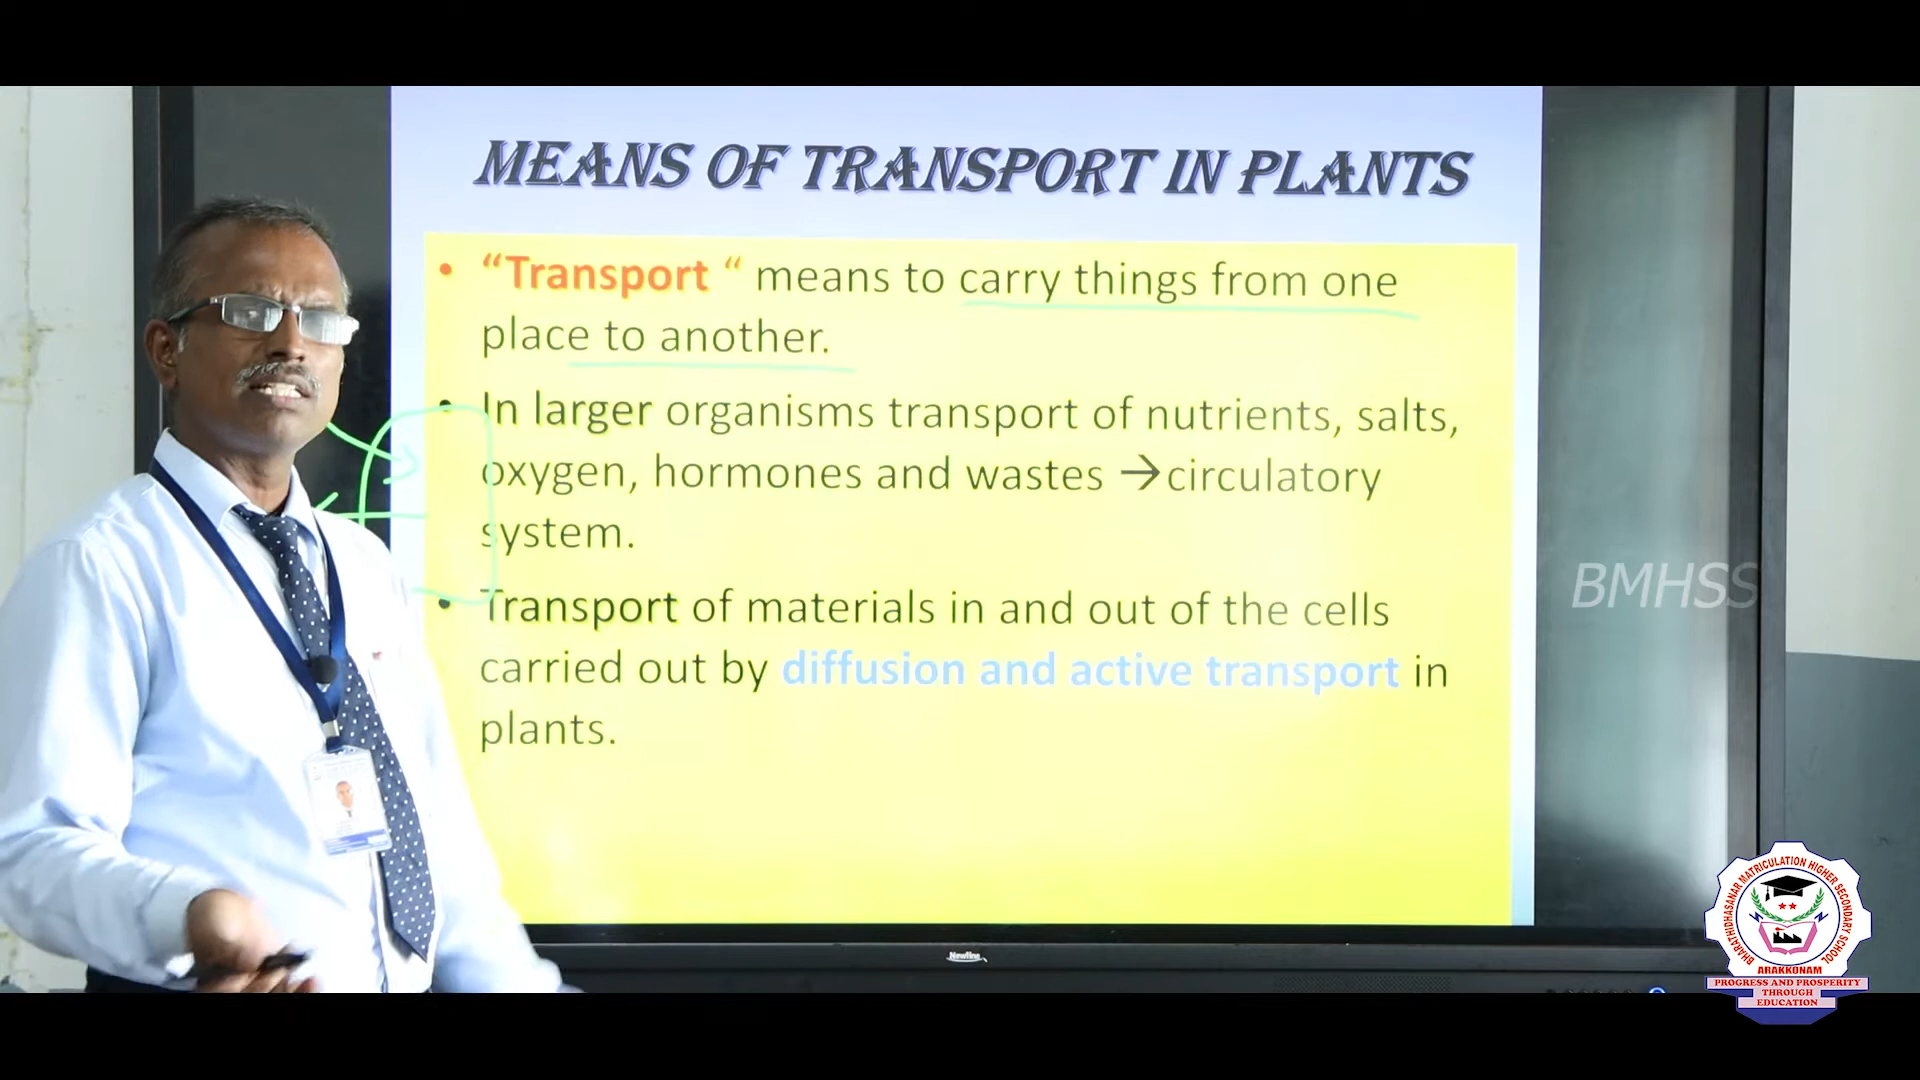 MEANS OF TRANSPORT IN PLANTS
• “Transport “ means to carry things from one
place to another.
• In larger organisms transport of nutrients, salts,
oxygen, hormones and wastes →circulatory
system.
• Transport of materials in and out of the cells
carried out by diffusion and active transport in
plants.
BMHSS
Newline
BHARATHIDHASANAR MATRICULATION HIGHER SECONDARY SCHOOL
ARAKKONAM
PROGRESS AND PROSPERITY
THROUGH
EDUCATION